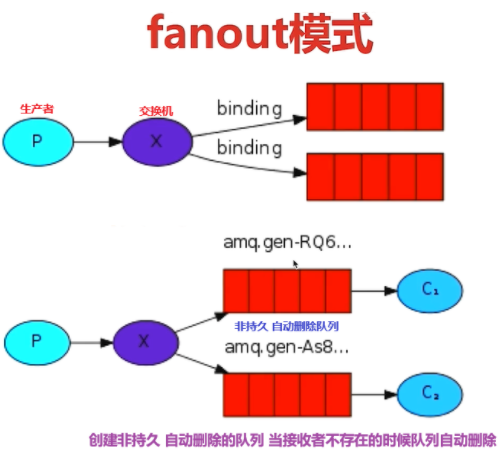 fanout模式
生产者
交换机
P
X
binding
binding
amq.gen-RQ6...
C₁
非持久 自动删除队列
P
X
amq.gen-As8...
C₂
创建非持久 自动删除的队列 当接收者不存在的时候队列自动删除